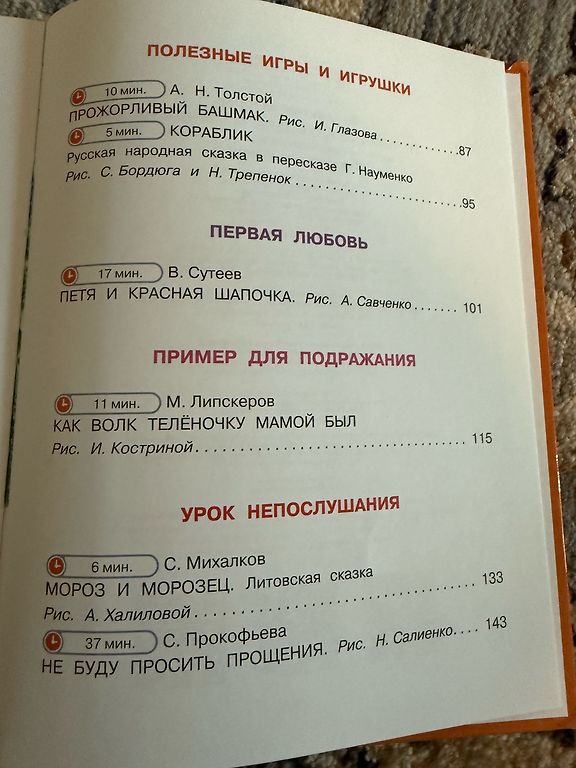 ПОЛЕЗНЫЕ ИГРЫ И ИГРУШКИ
10 мин. А. Н. Толстой
ПРОЖОРЛИВЫЙ БАШМАК. Рис. И. Глазова............87
5 мин. КОРАБЛИК
Русская народная сказка в пересказе Г. Науменко
Рис. С. Бордюга и Н. Трепенок........................95
ПЕРВАЯ ЛЮБОВЬ
17 мин. В. Сутеев
ПЕТЯ И КРАСНАЯ ШАПОЧКА. Рис. А. Савченко....... 101
ПРИМЕР ДЛЯ ПОДРАЖАНИЯ
11 мин. М. Липскеров
КАК ВОЛК ТЕЛЁНОЧКУ МАМОЙ БЫЛ
Рис. И. Костриной.................................... 115
УРОК НЕПОСЛУШАНИЯ
6 мин. С. Михалков
МОРОЗ И МОРОЗЕЦ. Литовская сказка
Рис. А. Халиловой.................................... 133
37 мин. С. Прокофьева
НЕ БУДУ ПРОСИТЬ ПРОЩЕНИЯ. Рис. Н. Салиенко.... 143